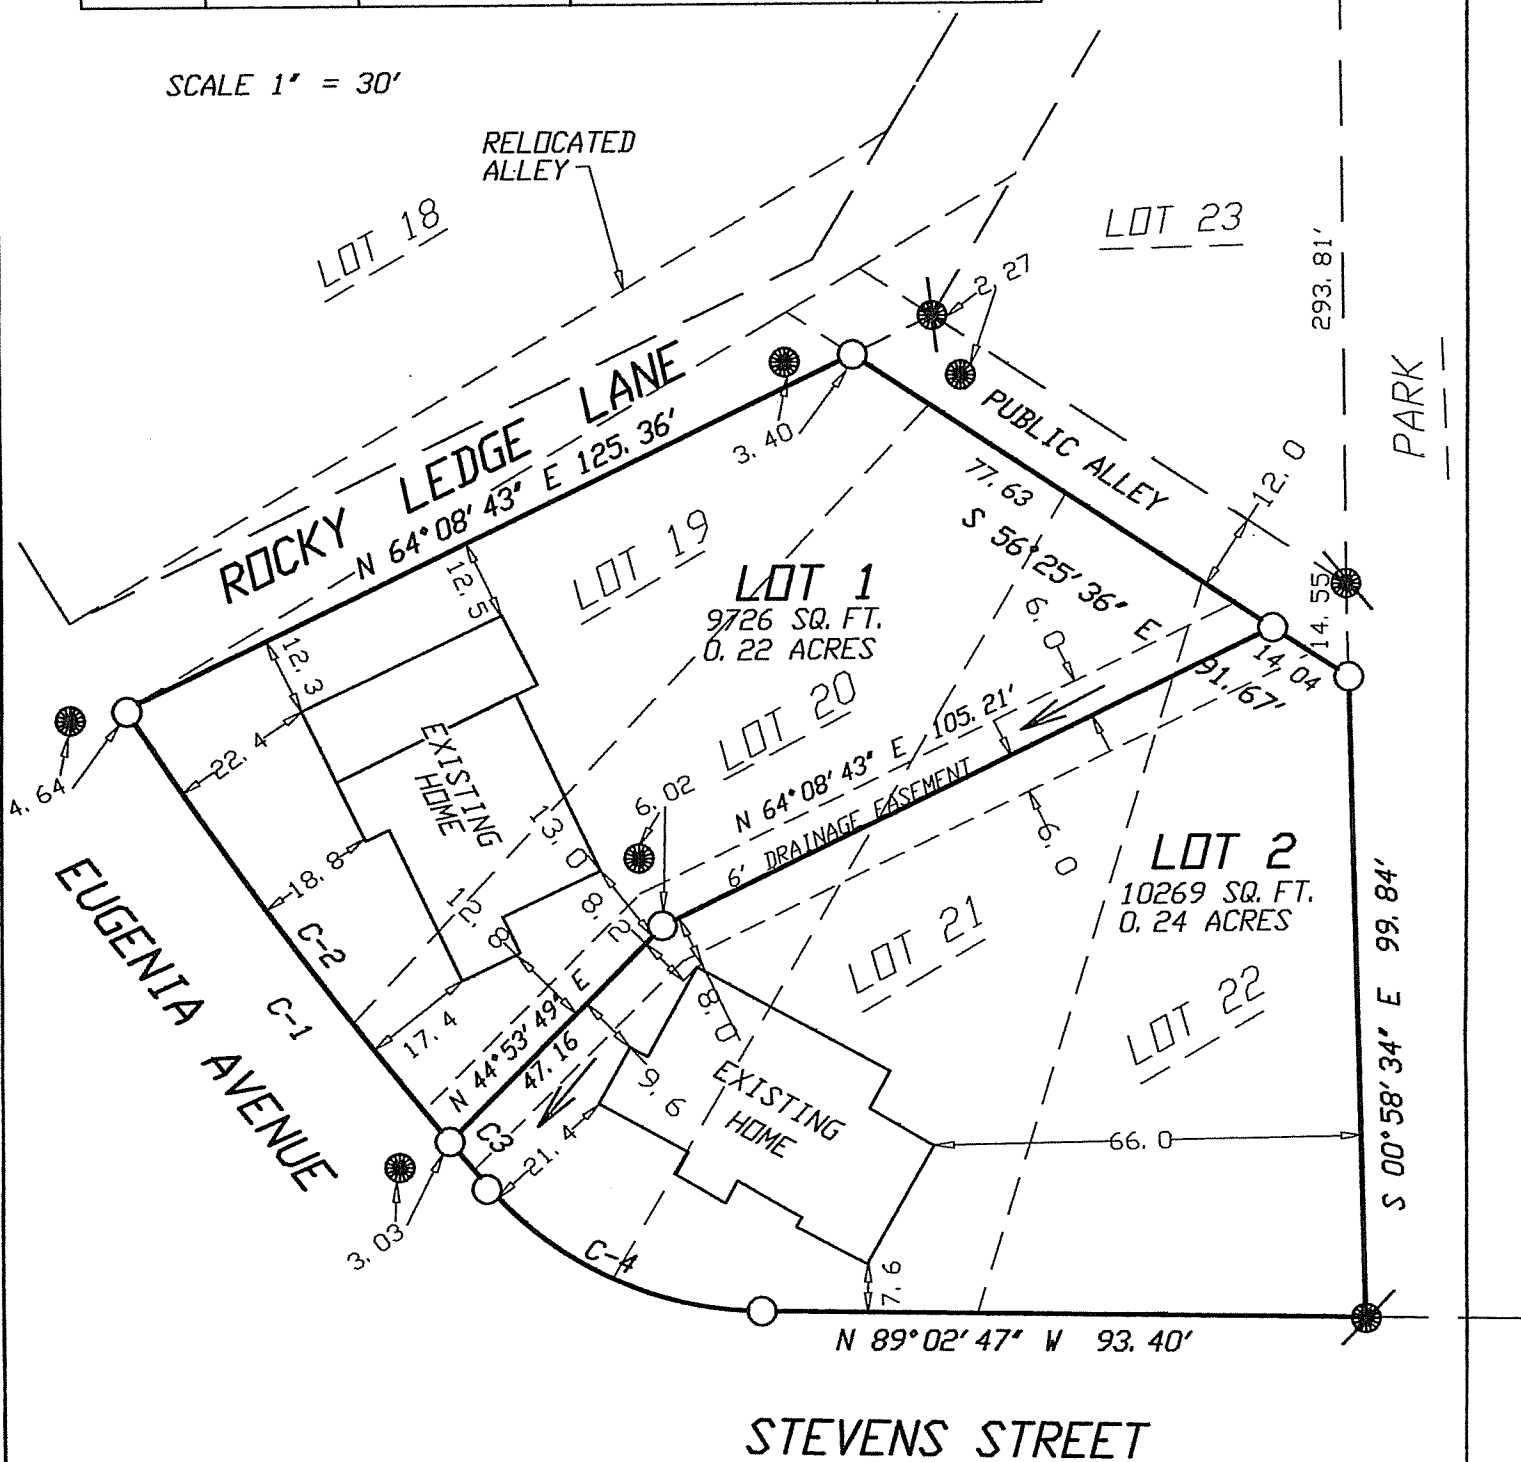 SCALE 1" = 30'
RELOCATED
ALLEY
LOT 18
LOT 23
293.81'
2.27
PARK
ROCKY LEDGE LANE
N 64°08'43" E 125.36'
3.40
PUBLIC ALLEY
12.0
77.63
S 56°25'36" E
14.55
LOT 19
12.5
LOT 1
9726 SQ. FT.
0.22 ACRES
6.0
14.04
91.67'
12.3
22.4
4.64
LOT 20
N 64°08'43" E 105.21'
6' DRAINAGE EASEMENT
EXISTING
HOME
6.02
13.0
18.8
12.8
8.2
6.0
LOT 2
10269 SQ. FT.
0.24 ACRES
S 00°58'34" E 99.84'
LOT 21
LOT 22
EUGENIA AVENUE
C-2
C-1
17.4
N 44°53'49" E
47.16
8.0
9.6
EXISTING
HOME
66.0
C3
21.4
3.03
C-4
7.6
N 89°02'47" W 93.40'
STEVENS STREET